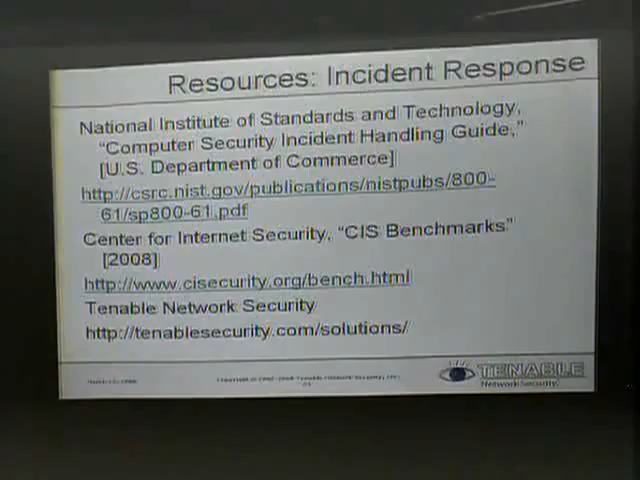 Resources: Incident Response
National Institute of Standards and Technology,
“Computer Security Incident Handling Guide,”
[U.S. Department of Commerce]
http://csrc.nist.gov/publications/nistpubs/800-
61/sp800-61.pdf
Center for Internet Security, “CIS Benchmarks”
[2008]
http://www.cisecurity.org/bench.html
Tenable Network Security
http://tenablesecurity.com/solutions/
TENABLE
Network Security